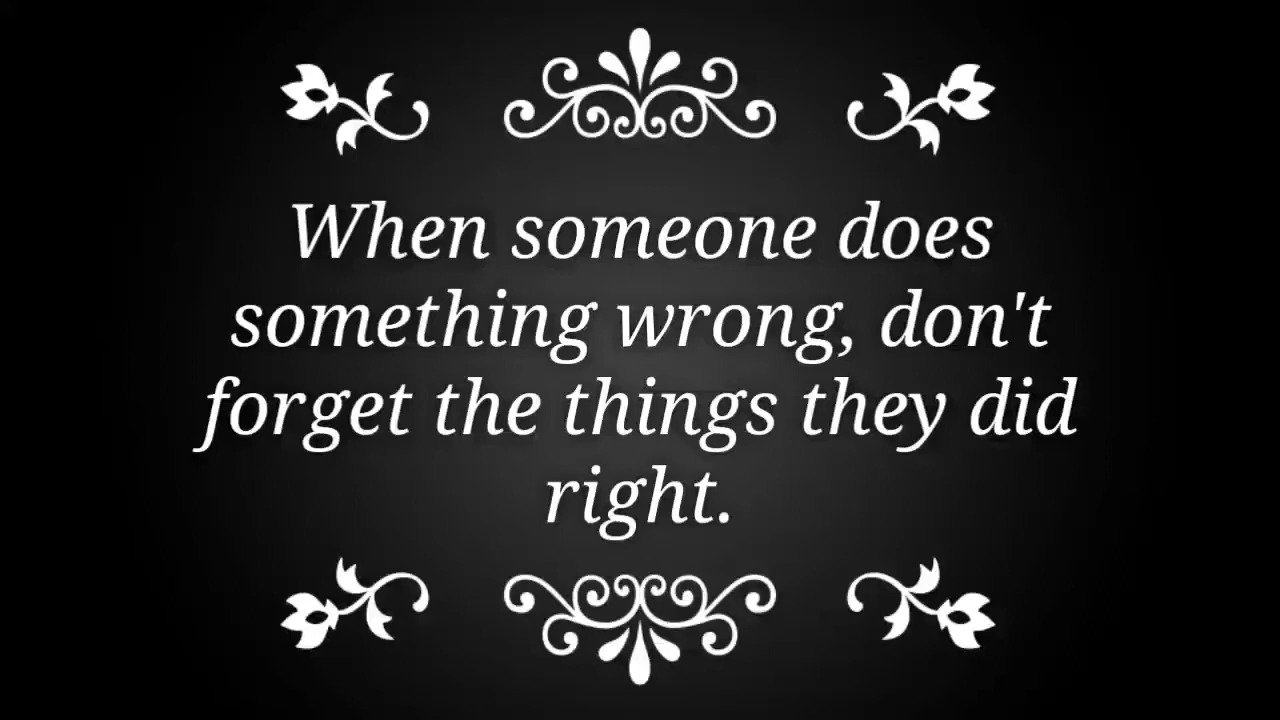 When someone does
something wrong, don't
forget the things they did
right.